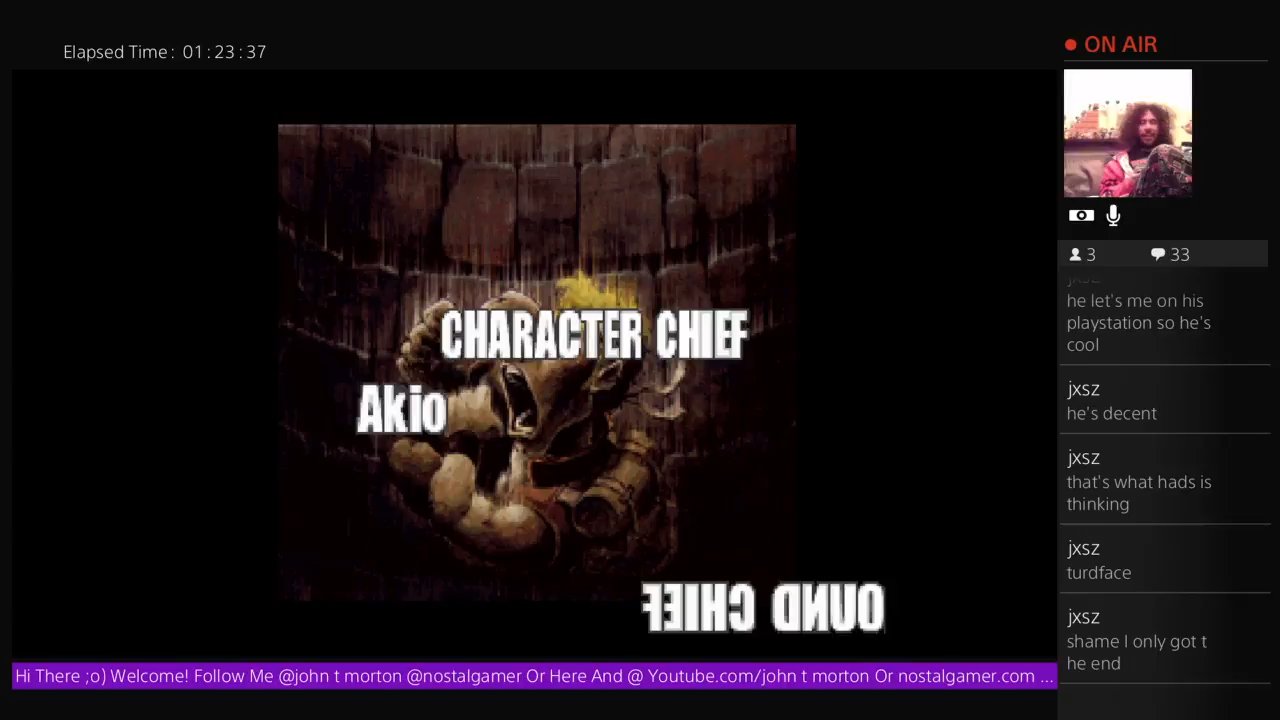 Elapsed Time: 01:23:37
ON AIR
3 33
he let's me on his
playstation so he's
cool
jxsz
he's decent
jxsz
that's what hads is
thinking
jxsz
turdface
jxsz
shame I only got t
he end
CHARACTER CHIEF
Akio
OUND CHIEF
Hi There ;o) Welcome! Follow Me @john t morton @nostalgamer Or Here And @ Youtube.com/john t morton Or nostalgamer.com ...